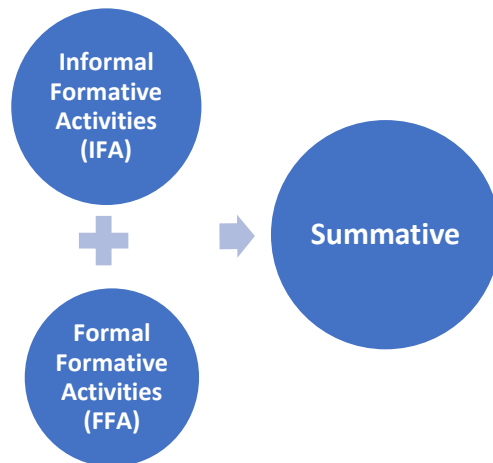 Informal
Formative
Activities
(IFA)
Summative
Formal
Formative
Activities
(FFA)